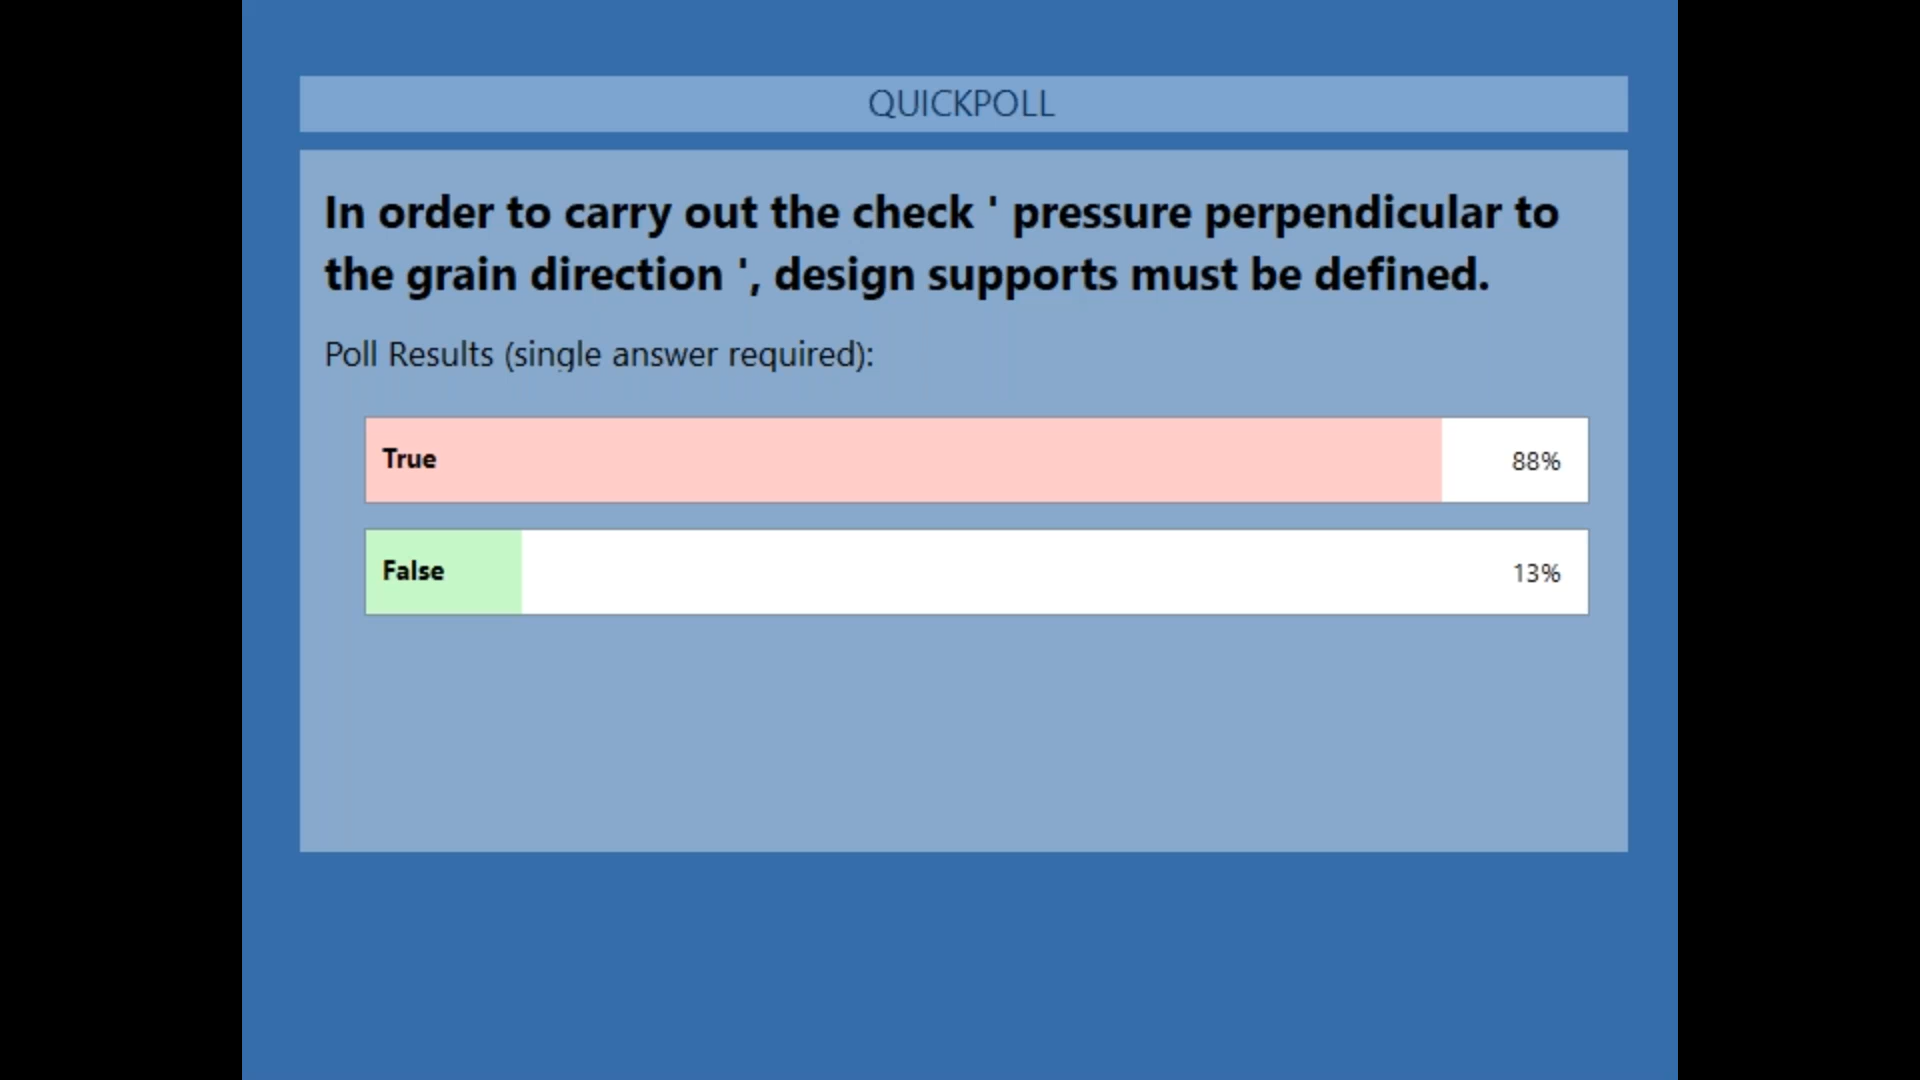 QUICKPOLL
In order to carry out the check ' pressure perpendicular to
the grain direction ', design supports must be defined.
Poll Results (single answer required):
True 88%
False 13%